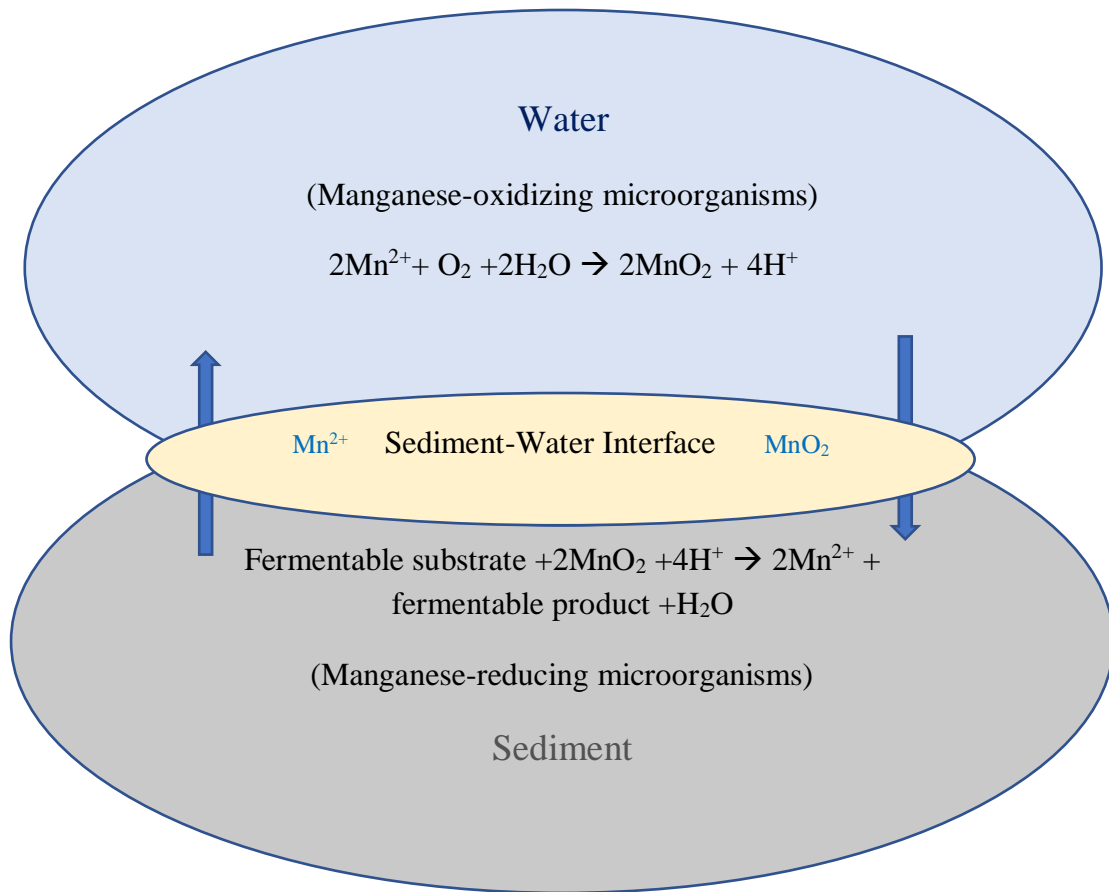 Water
(Manganese-oxidizing microorganisms)
2Mn²⁺+ O₂ +2H₂O → 2MnO₂ + 4H⁺
Mn²⁺ Sediment-Water Interface MnO₂
Fermentable substrate +2MnO₂ +4H⁺ → 2Mn²⁺ +
fermentable product +H₂O
(Manganese-reducing microorganisms)
Sediment